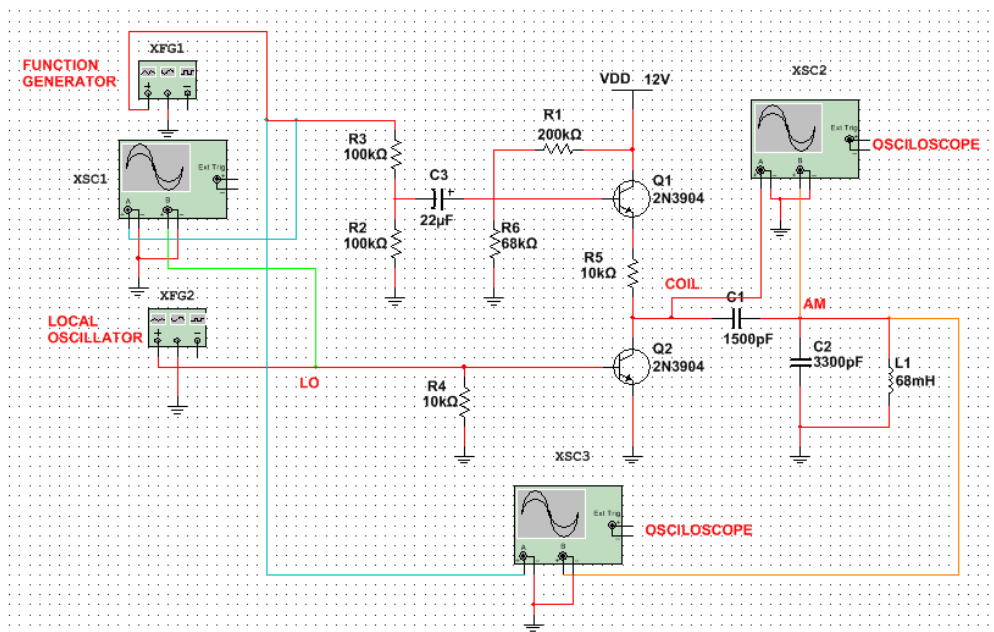 XFG1
FUNCTION
GENERATOR
XSC2
VDD 12V
R1
200kΩ
R3
100kΩ
Ext Trig
OSCILOSCOPE
A
B
XSC1
Ext Trig
A
B
C3
22µF
Q1
2N3904
R2
100kΩ
R6
68kΩ
R5
10kΩ
XFG2
COIL
C1
1500pF
AM
LOCAL
OSCILLATOR
Q2
2N3904
C2
3300pF
L1
68mH
LO
R4
10kΩ
XSC3
Ext Trig
OSCILOSCOPE
A
B